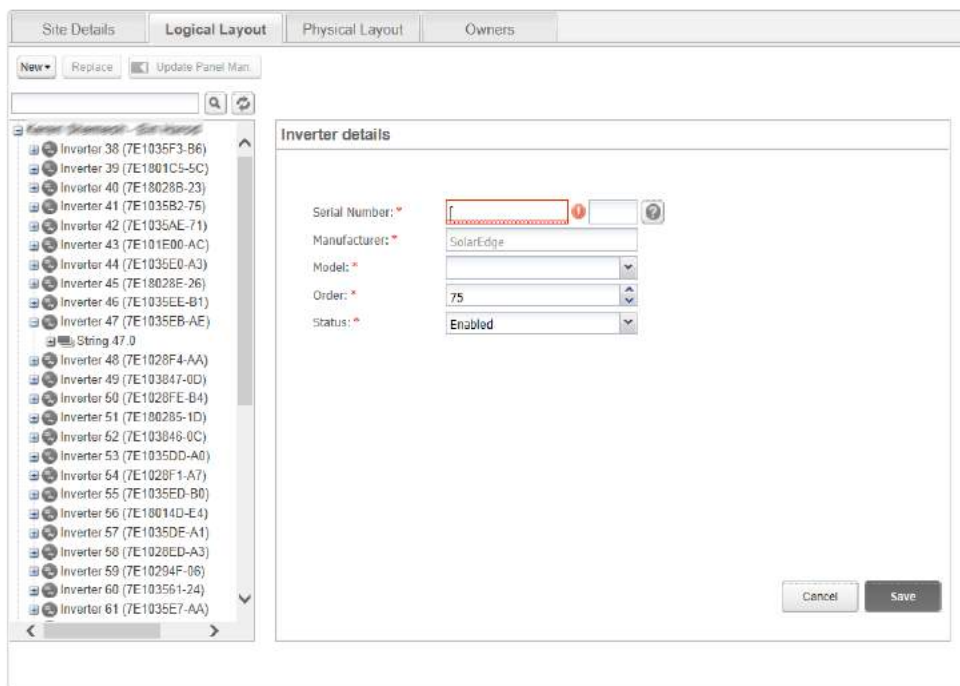 Site Details
Logical Layout
Physical Layout
Owners
New
Replace
Update Panel Man.
Inverter 38 (7E1035F3-B6)
Inverter 39 (7E1801C5-5C)
Inverter 40 (7E18028B-23)
Inverter 41 (7E1035B2-75)
Inverter 42 (7E1035AE-71)
Inverter 43 (7E101E00-AC)
Inverter 44 (7E1035E0-A3)
Inverter 45 (7E18028E-26)
Inverter 46 (7E1035EE-B1)
Inverter 47 (7E1035EB-AE)
String 47.0
Inverter 48 (7E1028F4-AA)
Inverter 49 (7E103847-0D)
Inverter 50 (7E1028FE-B4)
Inverter 51 (7E180285-1D)
Inverter 52 (7E103846-0C)
Inverter 53 (7E1035DD-A0)
Inverter 54 (7E1028F1-A7)
Inverter 55 (7E1035ED-B0)
Inverter 56 (7E18014D-E4)
Inverter 57 (7E1035DE-A1)
Inverter 58 (7E1028ED-A3)
Inverter 59 (7E10294F-06)
Inverter 60 (7E103561-24)
Inverter 61 (7E1035E7-AA)
Inverter details
Serial Number: *
Manufacturer: * SolarEdge
Model: *
Order: * 75
Status: * Enabled
Cancel
Save